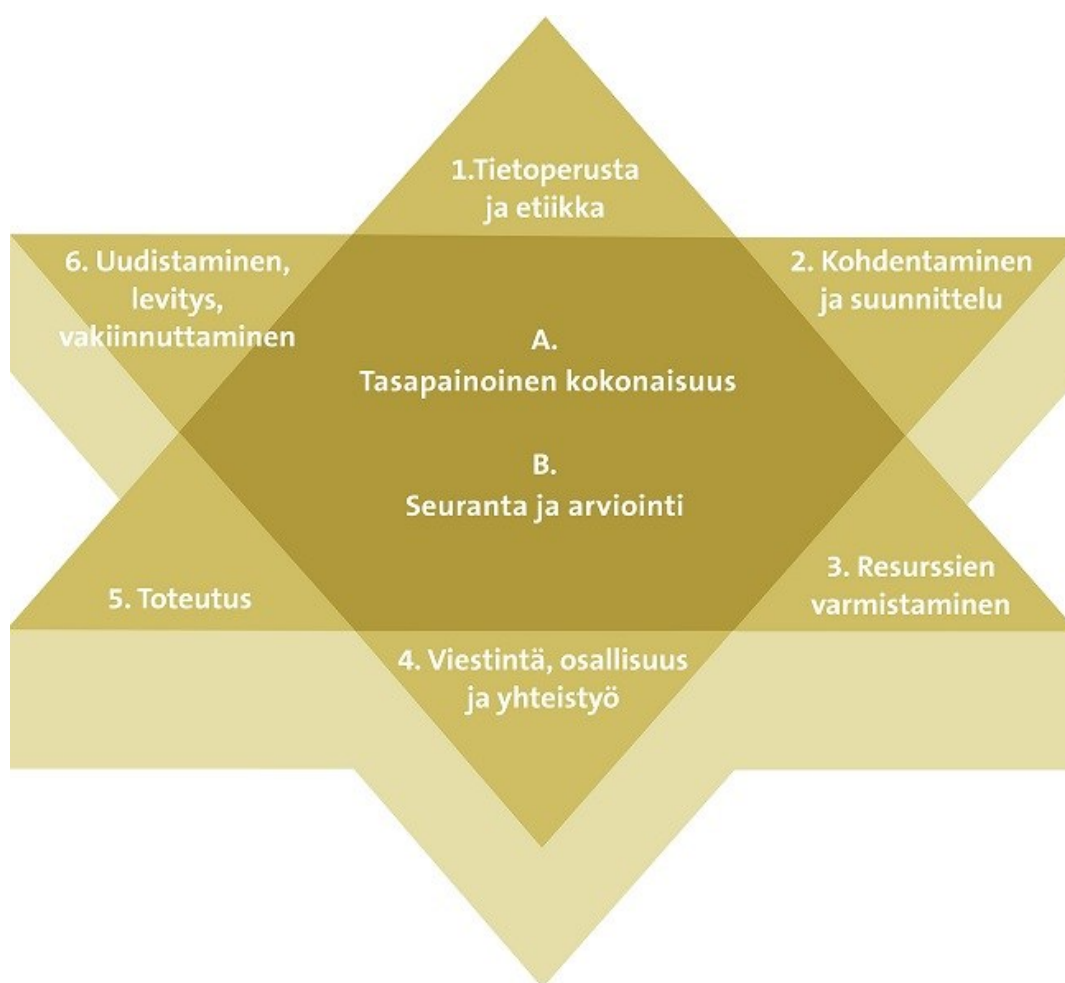 1.Tietoperusta
ja etiikka
2. Kohdentaminen
ja suunnittelu
3. Resurssien
varmistaminen
4. Viestintä, osallisuus
ja yhteistyö
5. Toteutus
6. Uudistaminen,
levitys,
vakiinnuttaminen
A.
Tasapainoinen kokonaisuus
B.
Seuranta ja arviointi